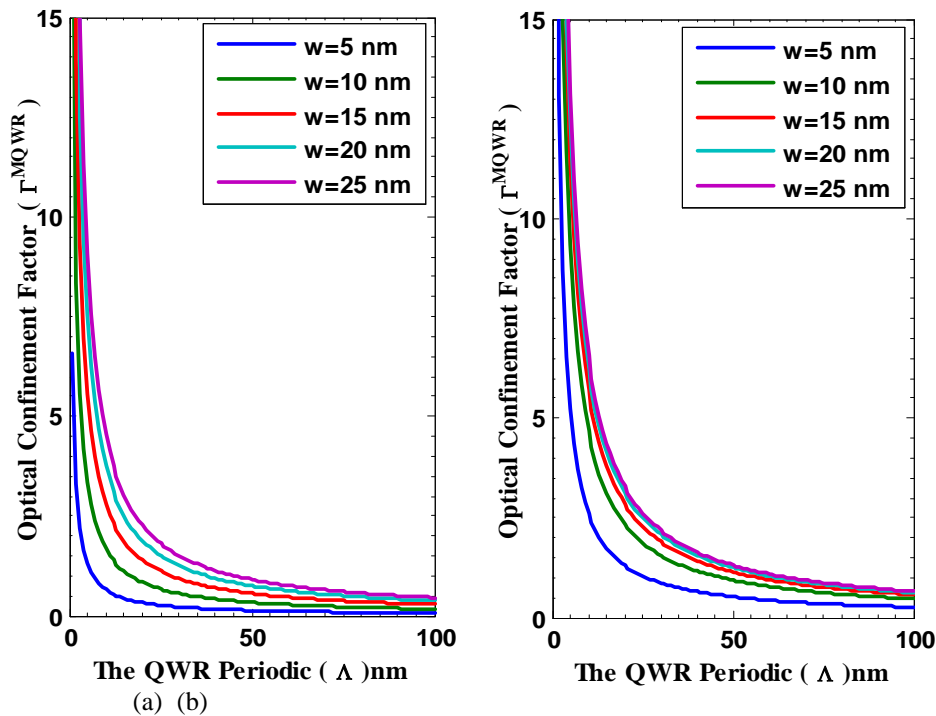 15
10
5
0
0
50
100
w=5 nm
w=10 nm
w=15 nm
w=20 nm
w=25 nm
Optical Confinement Factor ( Γ^MQWR )
The QWR Periodic ( Λ )nm
15
10
5
0
0
50
100
w=5 nm
w=10 nm
w=15 nm
w=20 nm
w=25 nm
Optical Confinement Factor ( Γ^MQWR )
The QWR Periodic ( Λ )nm
(a) (b)